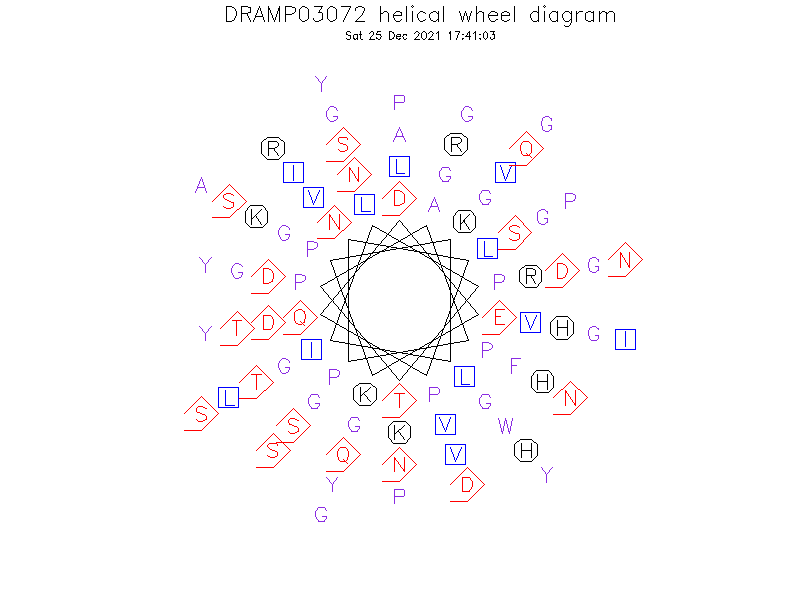 DRAMP03072 helical wheel diagram
Sat 25 Dec 2021 17:41:03
Y
P
G G
G
A
R S R Q
I N L G V
A S V L D A G P
K N K G
G S
P L
Y G D P P R D G N
Y T D Q E V H G I
I P
G F
T P L H
L G K T P G N
S
S G K V W
S Q N V H
Y D Y
P
G